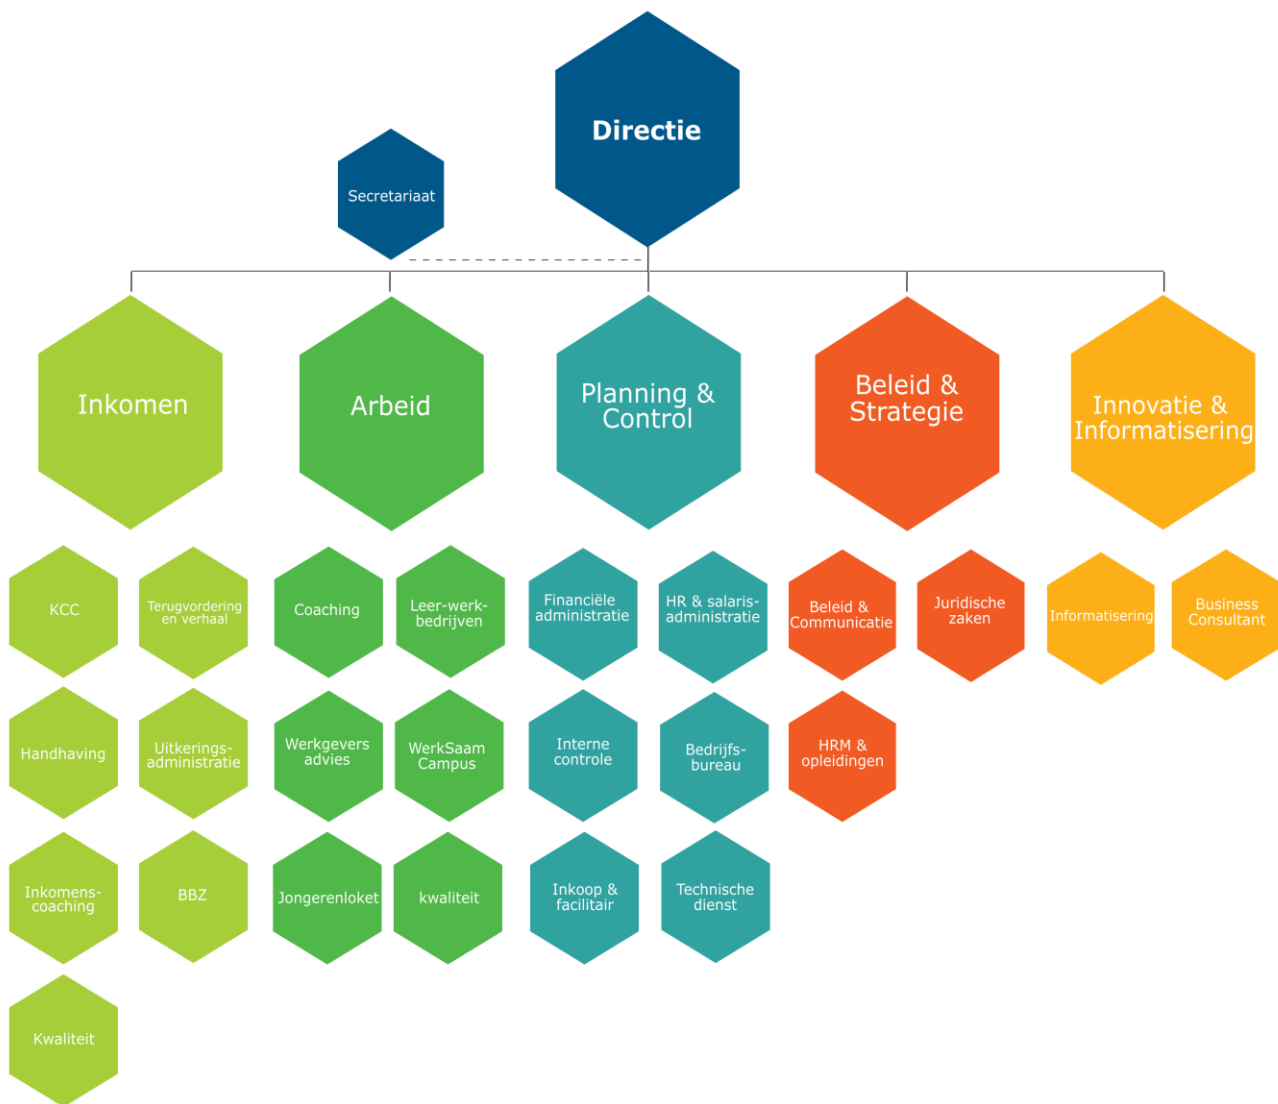 Directie
Secretariaat
Inkomen
Arbeid
Planning &
Control
Beleid &
Strategie
Innovatie &
Informatisering
KCC
Terugvordering
en verhaal
Coaching
Leer-werk-
bedrijven
Financiële
administratie
HR & salaris-
administratie
Beleid &
Communicatie
Juridische
zaken
Informatisering
Business
Consultant
Handhaving
Uitkerings-
administratie
Werkgevers
advies
WerkSaam
Campus
Interne
controle
Bedrijfs-
bureau
HRM &
opleidingen
Inkomens-
coaching
BBZ
Jongerenloket
kwaliteit
Inkoop &
facilitair
Technische
dienst
Kwaliteit